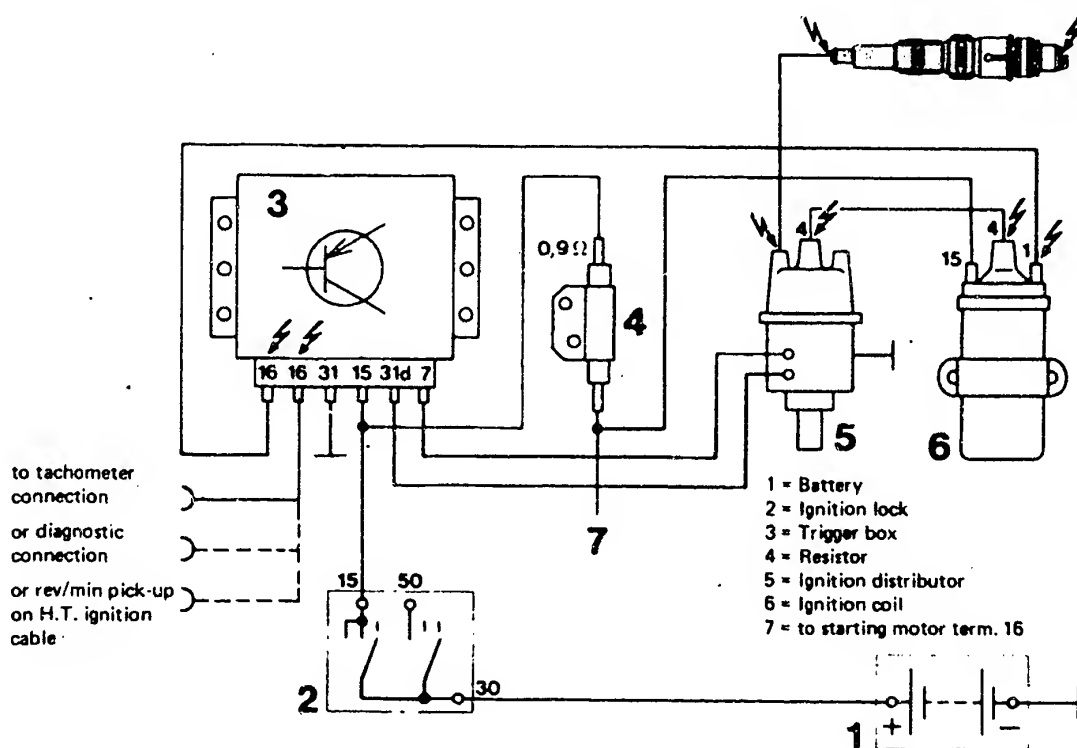 3
0,9 Ω
4
4
4
1
15
16 16 31 15 31d 7
5
6
to tachometer
connection
or diagnostic
connection
or rev/min pick-up
on H.T. ignition
cable
7
1 = Battery
2 = Ignition lock
3 = Trigger box
4 = Resistor
5 = Ignition distributor
6 = Ignition coil
7 = to starting motor term. 16
15 50
30
2
1
+ −